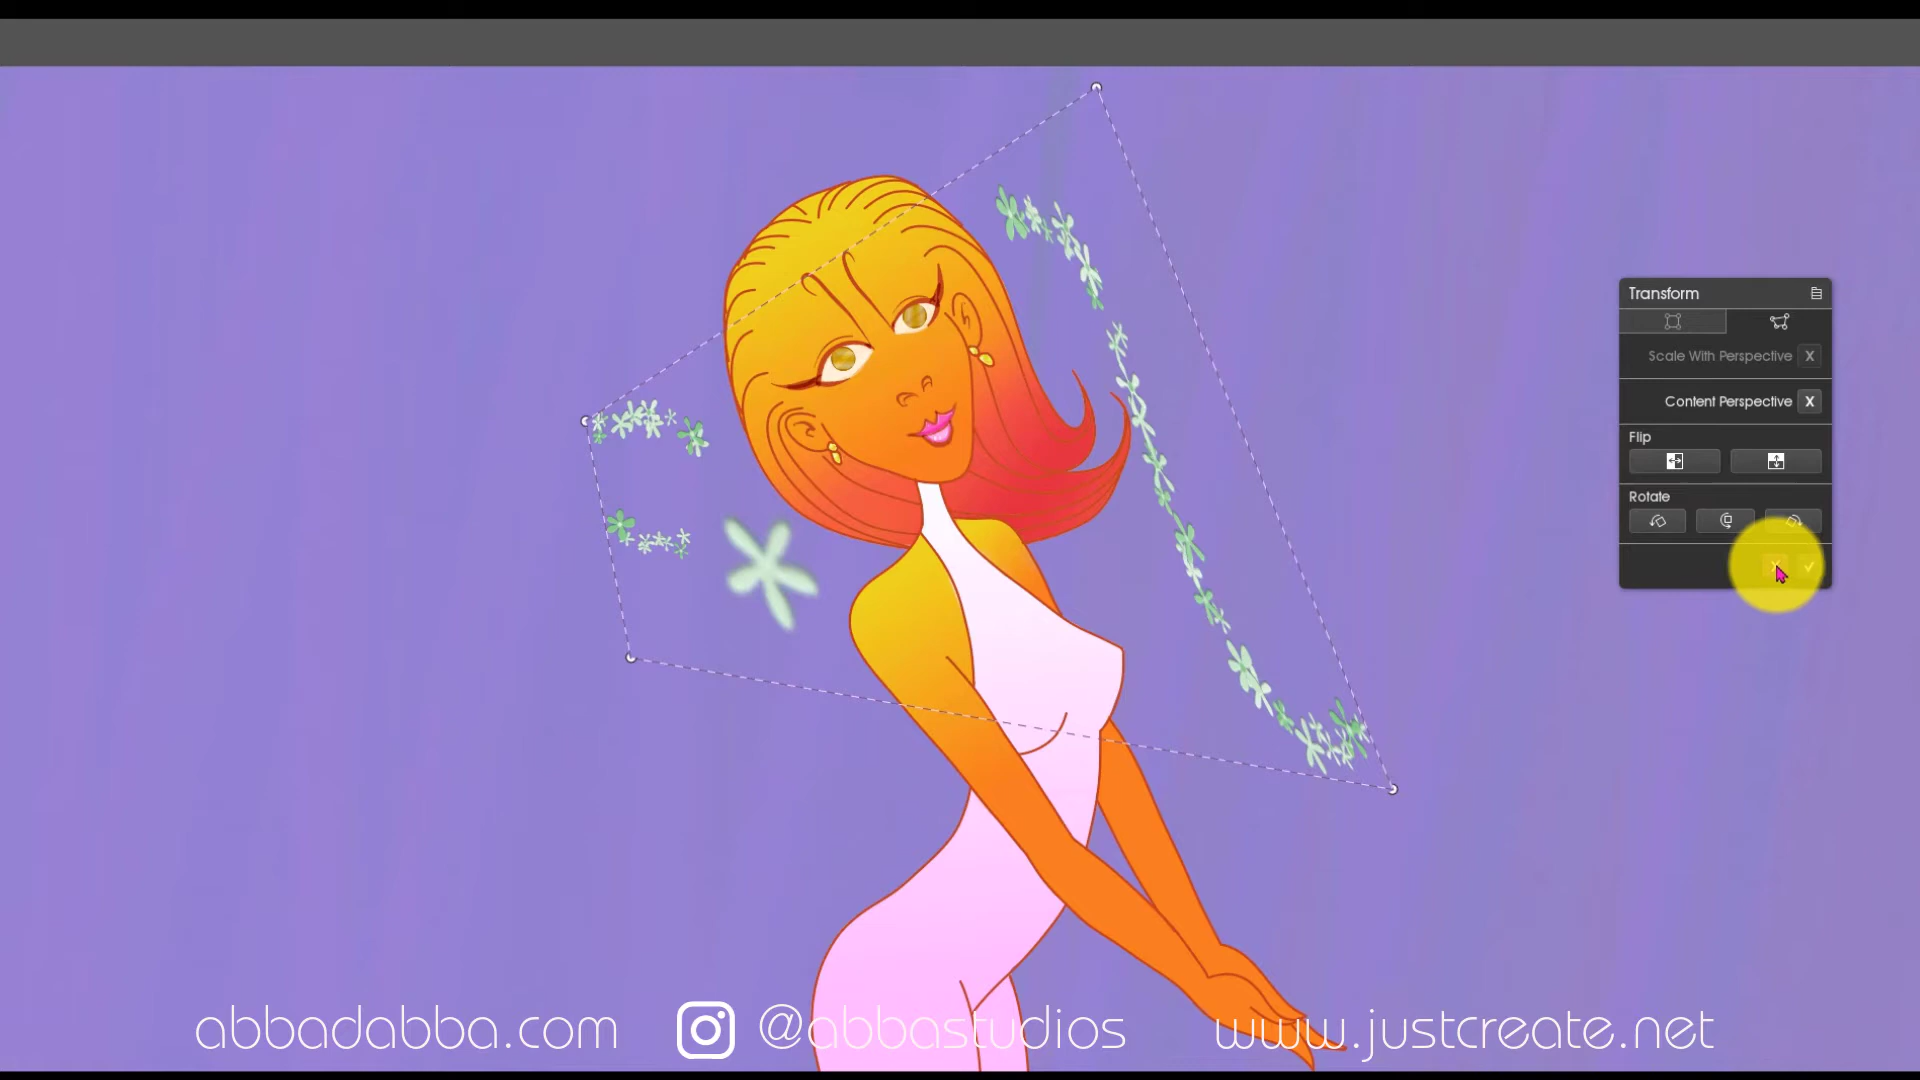 Transform
Scale With Perspective X
Content Perspective X
Flip
Rotate
abbadabba.com @abbastudios www.justcreate.net